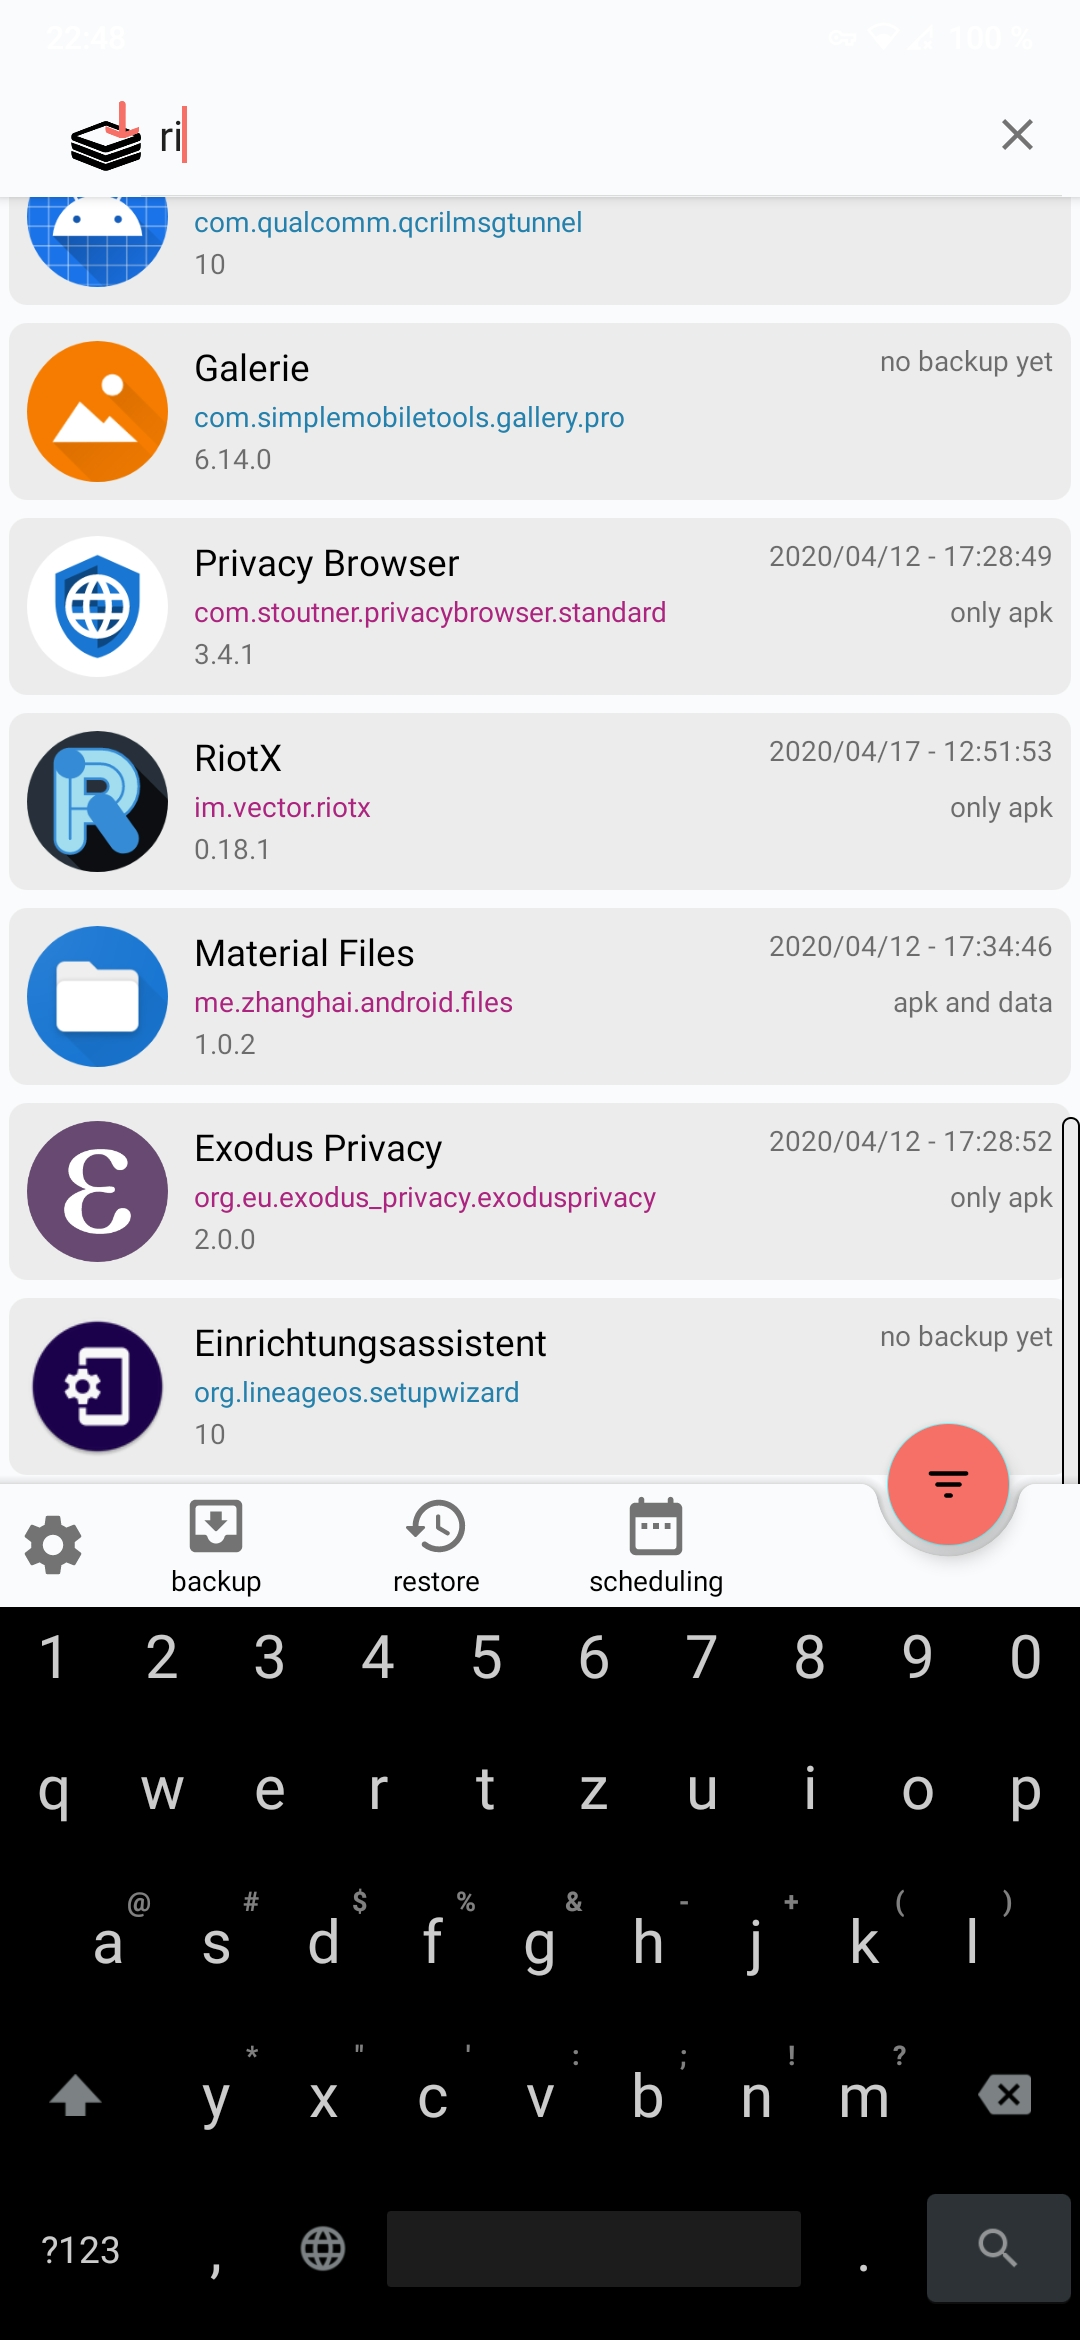 22:48 100 %
ri
com.qualcomm.qcrilmsgtunnel
10
Galerie no backup yet
com.simplemobiletools.gallery.pro
6.14.0
Privacy Browser 2020/04/12 - 17:28:49
com.stoutner.privacybrowser.standard only apk
3.4.1
RiotX 2020/04/17 - 12:51:53
im.vector.riotx only apk
0.18.1
Material Files 2020/04/12 - 17:34:46
me.zhanghai.android.files apk and data
1.0.2
Exodus Privacy 2020/04/12 - 17:28:52
org.eu.exodus_privacy.exodusprivacy only apk
2.0.0
Einrichtungsassistent no backup yet
org.lineageos.setupwizard
10
backup restore scheduling
1 2 3 4 5 6 7 8 9 0
q w e r t z u i o p
@ # $ % & - + ( )
a s d f g h j k l
* " ' : ; ! ?
y x c v b n m
?123 , .